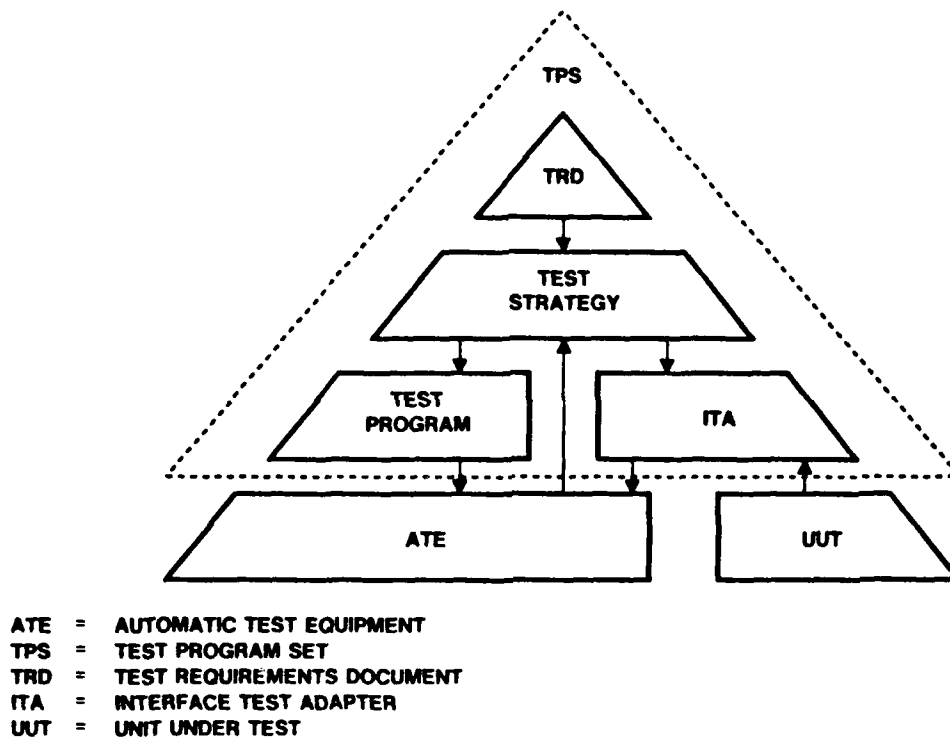 TPS
TRD
TEST
STRATEGY
TEST
PROGRAM
ITA
ATE
UUT
ATE = AUTOMATIC TEST EQUIPMENT
TPS = TEST PROGRAM SET
TRD = TEST REQUIREMENTS DOCUMENT
ITA = INTERFACE TEST ADAPTER
UUT = UNIT UNDER TEST